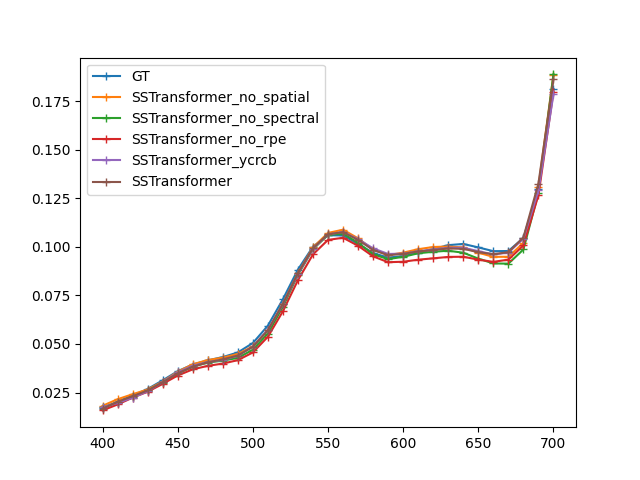 GT
SSTransformer_no_spatial
SSTransformer_no_spectral
SSTransformer_no_rpe
SSTransformer_ycrcb
SSTransformer
0.175
0.150
0.125
0.100
0.075
0.050
0.025
400 450 500 550 600 650 700